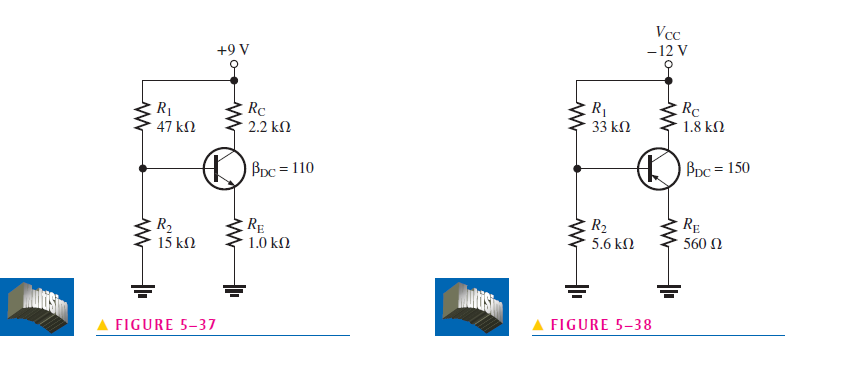 +9 V
R1
47 kΩ
RC
2.2 kΩ
βDC = 110
R2
15 kΩ
RE
1.0 kΩ
Multisim
▲ FIGURE 5–37
VCC
–12 V
R1
33 kΩ
RC
1.8 kΩ
βDC = 150
R2
5.6 kΩ
RE
560 Ω
Multisim
▲ FIGURE 5–38